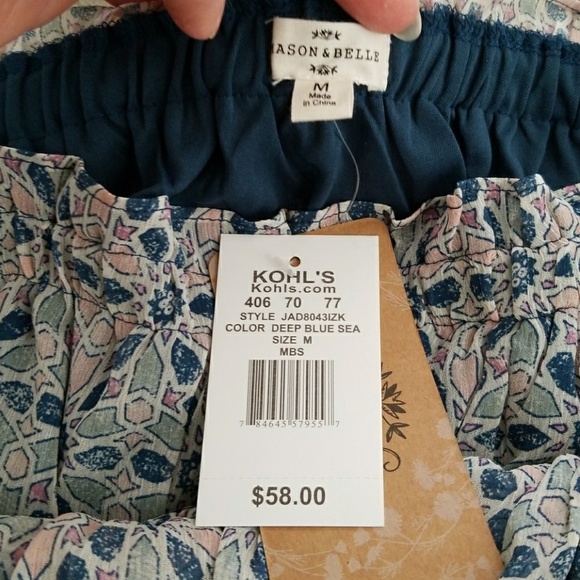 MASON & BELLE
M
Made
in China
KOHL'S
Kohls.com
406 70 77
STYLE JAD8043IZK
COLOR DEEP BLUE SEA
SIZE M
MBS
7 84645 57955 7
$58.00